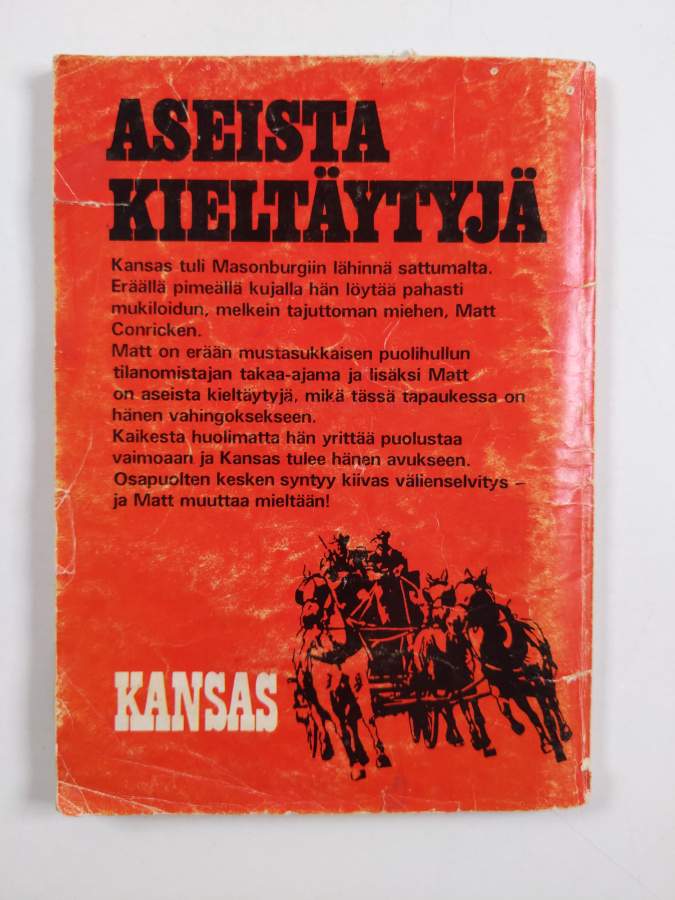 ASEISTA
KIELTÄYTYJÄ
Kansas tuli Masonburgiin lähinnä sattumalta.
Eräällä pimeällä kujalla hän löytää pahasti
mukiloidun, melkein tajuttoman miehen, Matt
Conricken.
Matt on erään mustasukkaisen puolihullun
tilanomistajan takaa-ajama ja lisäksi Matt
on aseista kieltäytyjä, mikä tässä tapauksessa on
hänen vahingoksekseen.
Kaikesta huolimatta hän yrittää puolustaa
vaimoaan ja Kansas tulee hänen avukseen.
Osapuolten kesken syntyy kiivas välienselvitys –
ja Matt muuttaa mieltään!
KANSAS